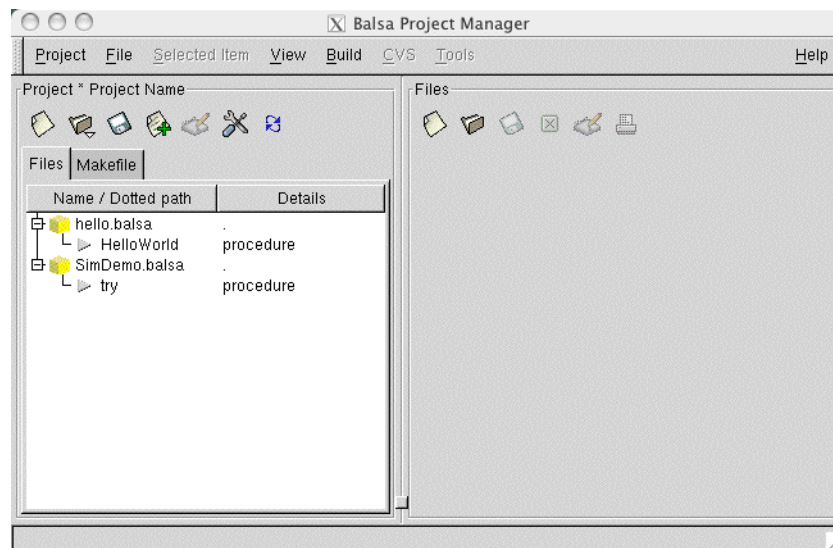 X Balsa Project Manager
Project File Selected Item View Build CVS Tools Help
Project * Project Name
Files
Files Makefile
Name / Dotted path Details
hello.balsa .
HelloWorld procedure
SimDemo.balsa .
try procedure